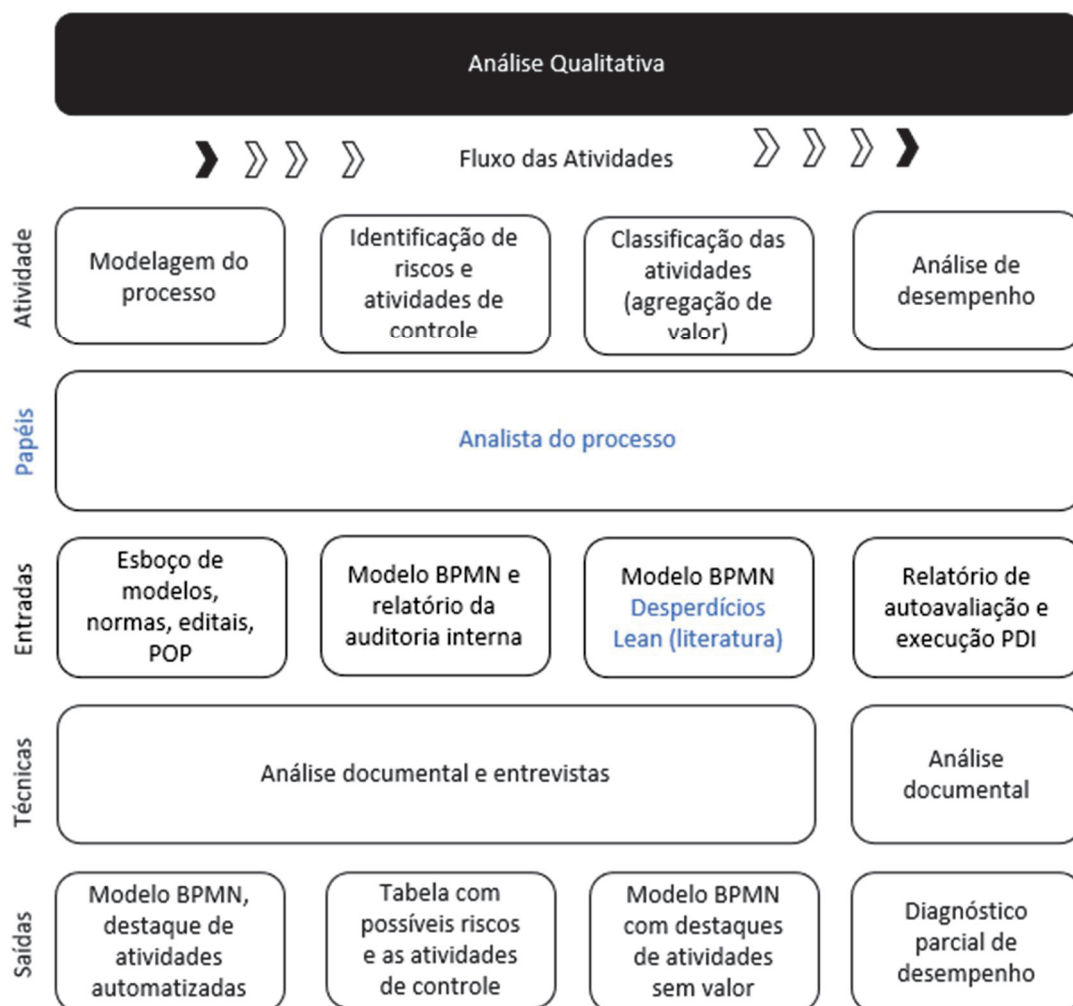 Análise Qualitativa
Fluxo das Atividades
Atividade
Modelagem do
processo
Identificação de
riscos e
atividades de
controle
Classificação das
atividades
(agregação de
valor)
Análise de
desempenho
Papéis
Analista do processo
Entradas
Esboço de
modelos,
normas, editais,
POP
Modelo BPMN e
relatório da
auditoria interna
Modelo BPMN
Desperdícios
Lean (literatura)
Relatório de
autoavaliação e
execução PDI
Técnicas
Análise documental e entrevistas
Análise
documental
Saídas
Modelo BPMN,
destaque de
atividades
automatizadas
Tabela com
possíveis riscos
e as atividades
de controle
Modelo BPMN
com destaques
de atividades
sem valor
Diagnóstico
parcial de
desempenho